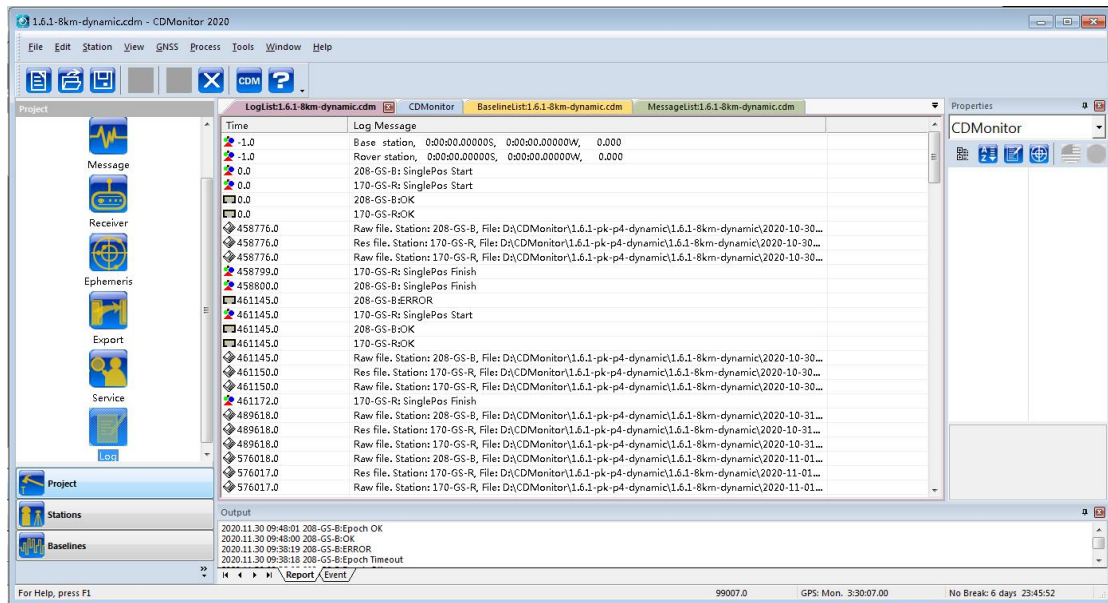 1.6.1-8km-dynamic.cdm - CDMonitor 2020
File Edit Station View GNSS Process Tools Window Help
CDM ?
Project
Message
Receiver
Ephemeris
Export
Service
Log
Project
Stations
Baselines
LogList:1.6.1-8km-dynamic.cdm CDMonitor BaselineList:1.6.1-8km-dynamic.cdm MessageList:1.6.1-8km-dynamic.cdm
Time Log Message
-1.0 Base station, 0:00:00.00000S, 0:00:00.00000W, 0.000
-1.0 Rover station, 0:00:00.00000S, 0:00:00.00000W, 0.000
0.0 208-GS-B: SinglePos Start
0.0 170-GS-R: SinglePos Start
0.0 208-GS-B:OK
0.0 170-GS-R:OK
458776.0 Raw file. Station: 208-GS-B, File: D:\CDMonitor\1.6.1-pk-p4-dynamic\1.6.1-8km-dynamic\2020-10-30...
458776.0 Res file. Station: 170-GS-R, File: D:\CDMonitor\1.6.1-pk-p4-dynamic\1.6.1-8km-dynamic\2020-10-30...
458776.0 Raw file. Station: 170-GS-R, File: D:\CDMonitor\1.6.1-pk-p4-dynamic\1.6.1-8km-dynamic\2020-10-30...
458799.0 170-GS-R: SinglePos Finish
458800.0 208-GS-B: SinglePos Finish
461145.0 208-GS-B:ERROR
461145.0 170-GS-R: SinglePos Start
461145.0 208-GS-B:OK
461145.0 170-GS-R:OK
461145.0 Raw file. Station: 208-GS-B, File: D:\CDMonitor\1.6.1-pk-p4-dynamic\1.6.1-8km-dynamic\2020-10-30...
461150.0 Res file. Station: 170-GS-R, File: D:\CDMonitor\1.6.1-pk-p4-dynamic\1.6.1-8km-dynamic\2020-10-30...
461150.0 Raw file. Station: 170-GS-R, File: D:\CDMonitor\1.6.1-pk-p4-dynamic\1.6.1-8km-dynamic\2020-10-30...
461172.0 170-GS-R: SinglePos Finish
489618.0 Raw file. Station: 208-GS-B, File: D:\CDMonitor\1.6.1-pk-p4-dynamic\1.6.1-8km-dynamic\2020-10-31...
489618.0 Res file. Station: 170-GS-R, File: D:\CDMonitor\1.6.1-pk-p4-dynamic\1.6.1-8km-dynamic\2020-10-31...
489618.0 Raw file. Station: 170-GS-R, File: D:\CDMonitor\1.6.1-pk-p4-dynamic\1.6.1-8km-dynamic\2020-10-31...
576018.0 Raw file. Station: 208-GS-B, File: D:\CDMonitor\1.6.1-pk-p4-dynamic\1.6.1-8km-dynamic\2020-11-01...
576017.0 Res file. Station: 170-GS-R, File: D:\CDMonitor\1.6.1-pk-p4-dynamic\1.6.1-8km-dynamic\2020-11-01...
576017.0 Raw file. Station: 170-GS-R, File: D:\CDMonitor\1.6.1-pk-p4-dynamic\1.6.1-8km-dynamic\2020-11-01...
Properties
CDMonitor
Output
2020.11.30 09:48:01 208-GS-B:Epoch OK
2020.11.30 09:48:00 208-GS-B:OK
2020.11.30 09:38:19 208-GS-B:ERROR
2020.11.30 09:38:18 208-GS-B:Epoch Timeout
Report Event
For Help, press F1 99007.0 GPS: Mon. 3:30:07.00 No Break: 6 days 23:45:52